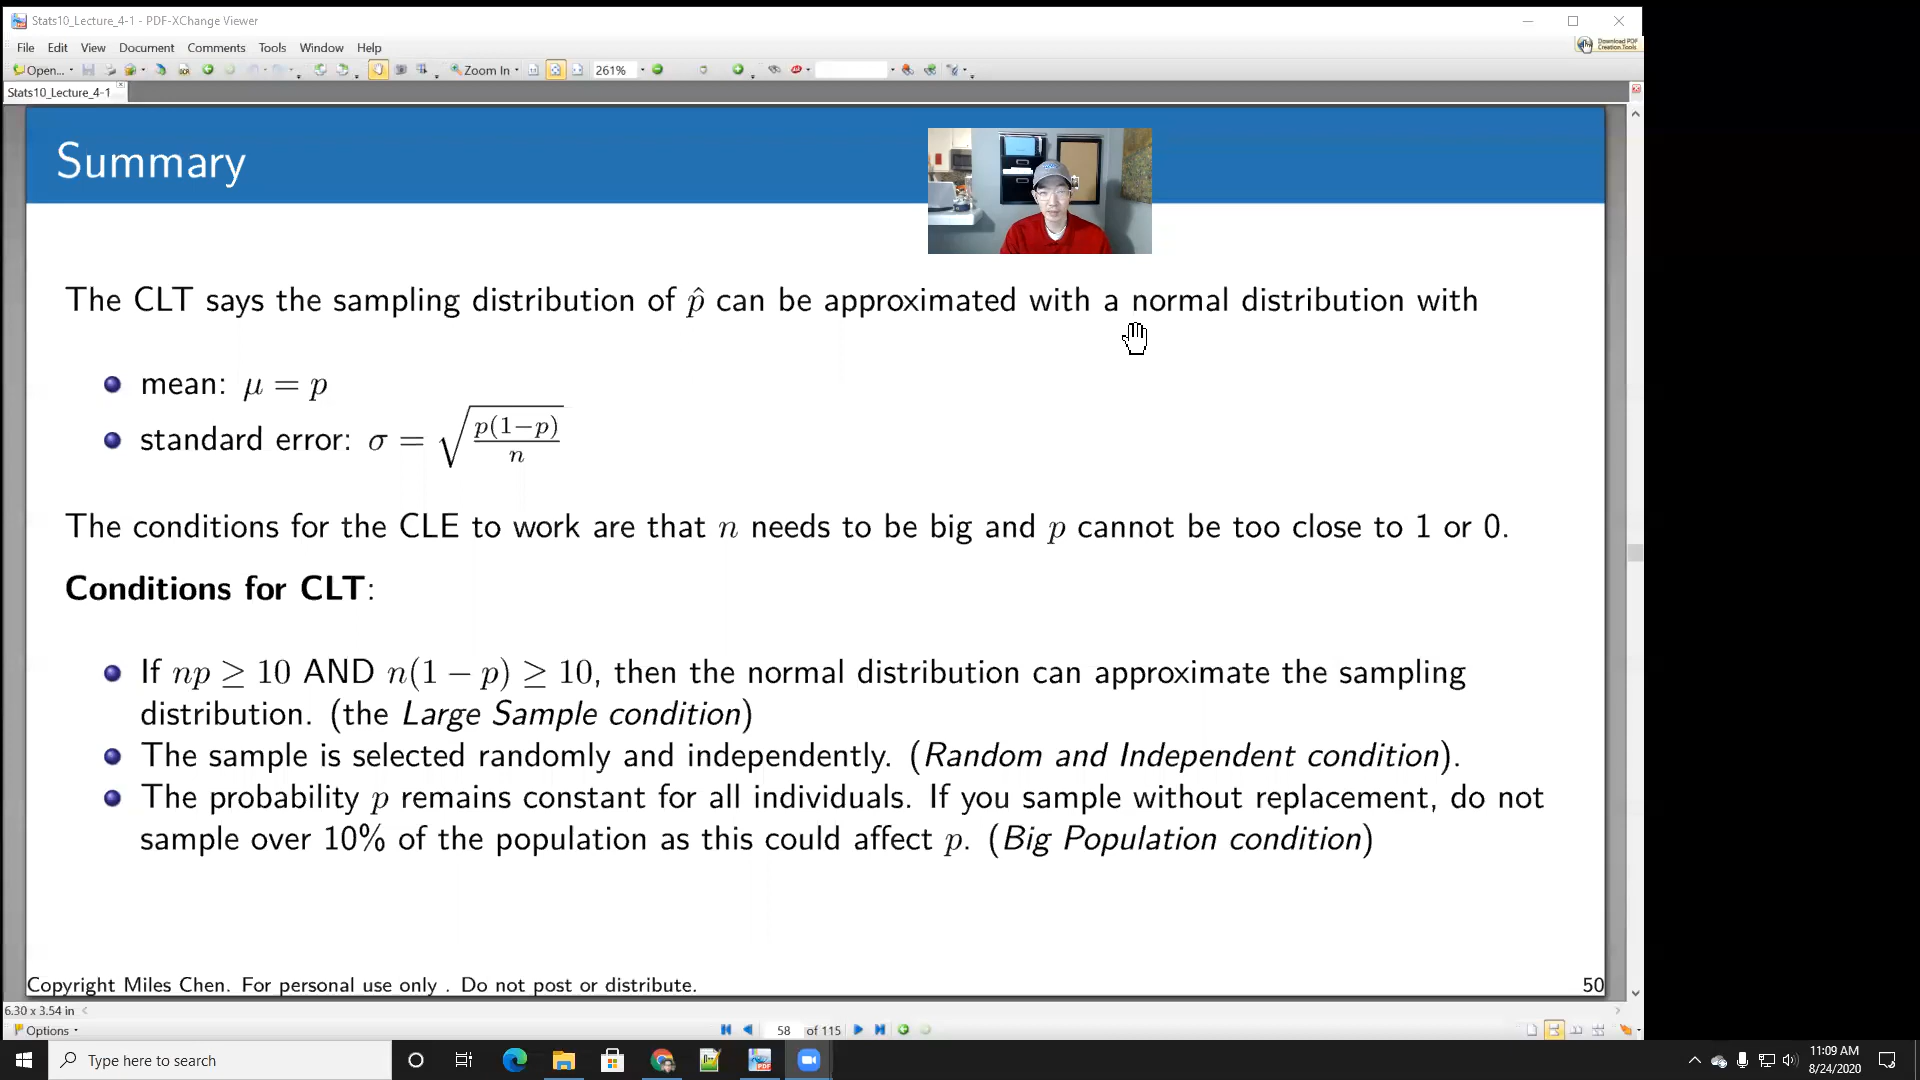 Stats10_Lecture_4-1 - PDF-XChange Viewer
File Edit View Document Comments Tools Window Help
Download PDF
Creation Tools
Open... Zoom In 261%
Stats10_Lecture_4-1
Summary
The CLT says the sampling distribution of p̂ can be approximated with a normal distribution with
mean: μ = p
standard error: σ = √(p(1−p)/n)
The conditions for the CLE to work are that n needs to be big and p cannot be too close to 1 or 0.
Conditions for CLT:
If np ≥ 10 AND n(1 − p) ≥ 10, then the normal distribution can approximate the sampling
distribution. (the Large Sample condition)
The sample is selected randomly and independently. (Random and Independent condition).
The probability p remains constant for all individuals. If you sample without replacement, do not
sample over 10% of the population as this could affect p. (Big Population condition)
Copyright Miles Chen. For personal use only . Do not post or distribute. 50
6.30 x 3.54 in
Options 58 of 115
Type here to search
11:09 AM
8/24/2020